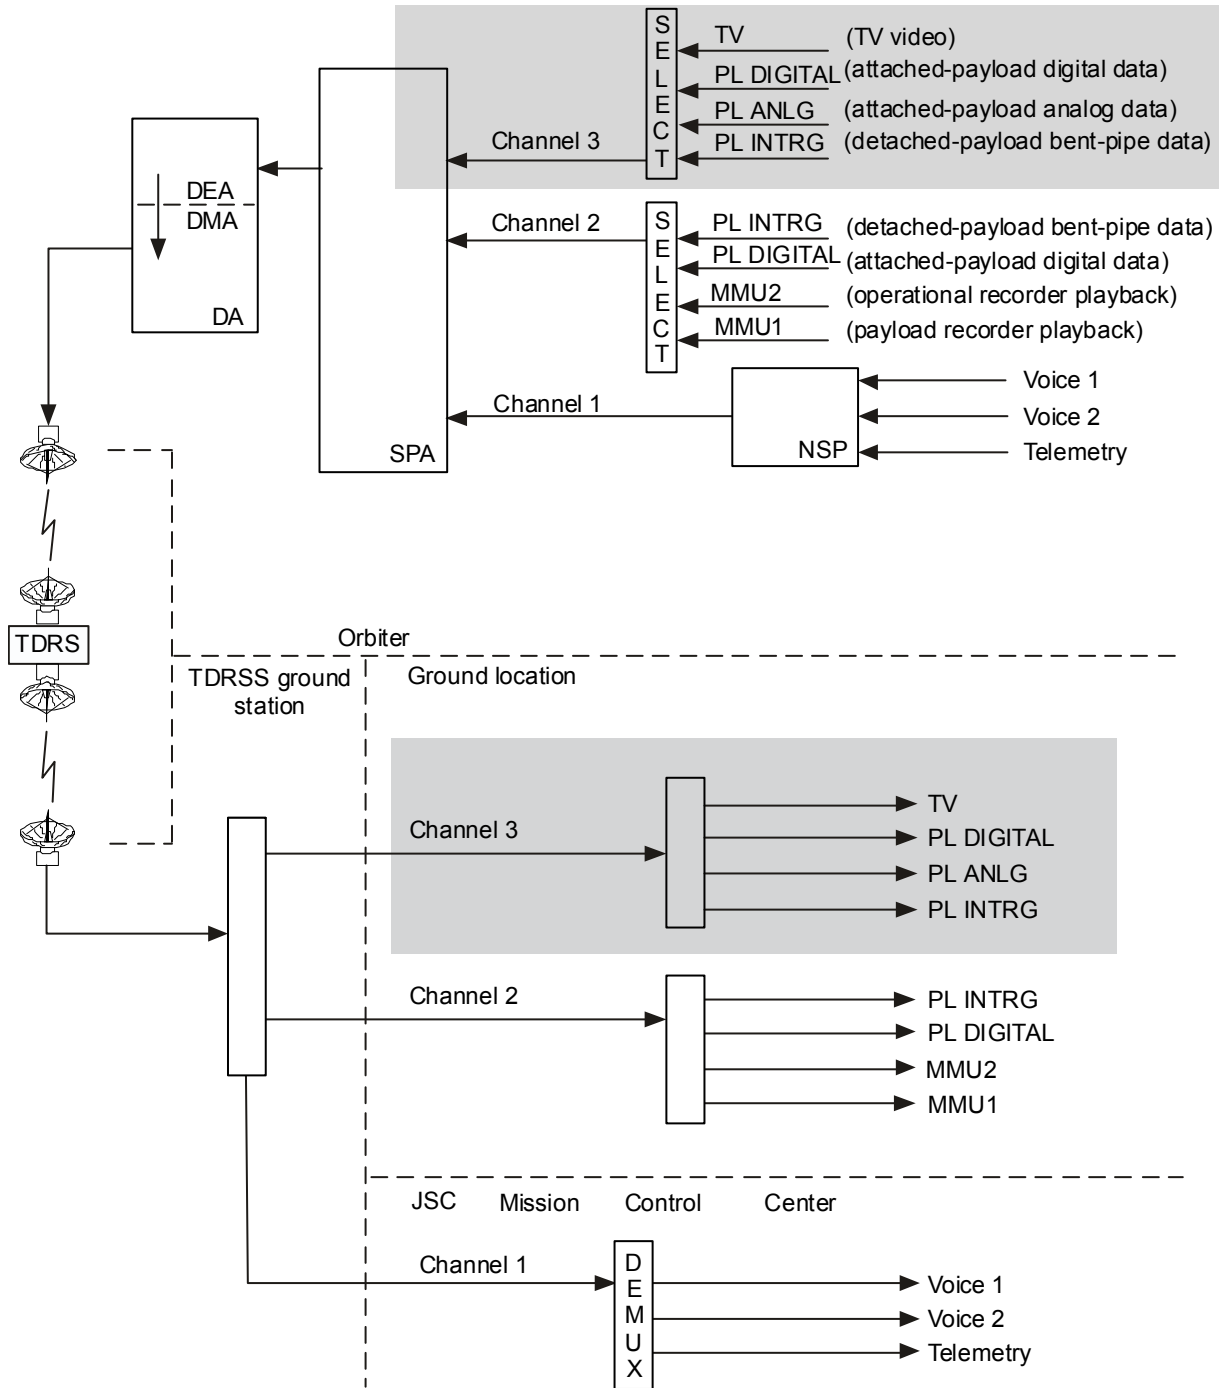 SELECT
TV (TV video)
PL DIGITAL (attached-payload digital data)
PL ANLG (attached-payload analog data)
PL INTRG (detached-payload bent-pipe data)
Channel 3
DEA
DMA
DA
SPA
Channel 2
SELECT
PL INTRG (detached-payload bent-pipe data)
PL DIGITAL (attached-payload digital data)
MMU2 (operational recorder playback)
MMU1 (payload recorder playback)
Channel 1
NSP
Voice 1
Voice 2
Telemetry
TDRS
Orbiter
TDRSS ground
station
Ground location
Channel 3
TV
PL DIGITAL
PL ANLG
PL INTRG
Channel 2
PL INTRG
PL DIGITAL
MMU2
MMU1
JSC Mission Control Center
Channel 1
DEMUX
Voice 1
Voice 2
Telemetry